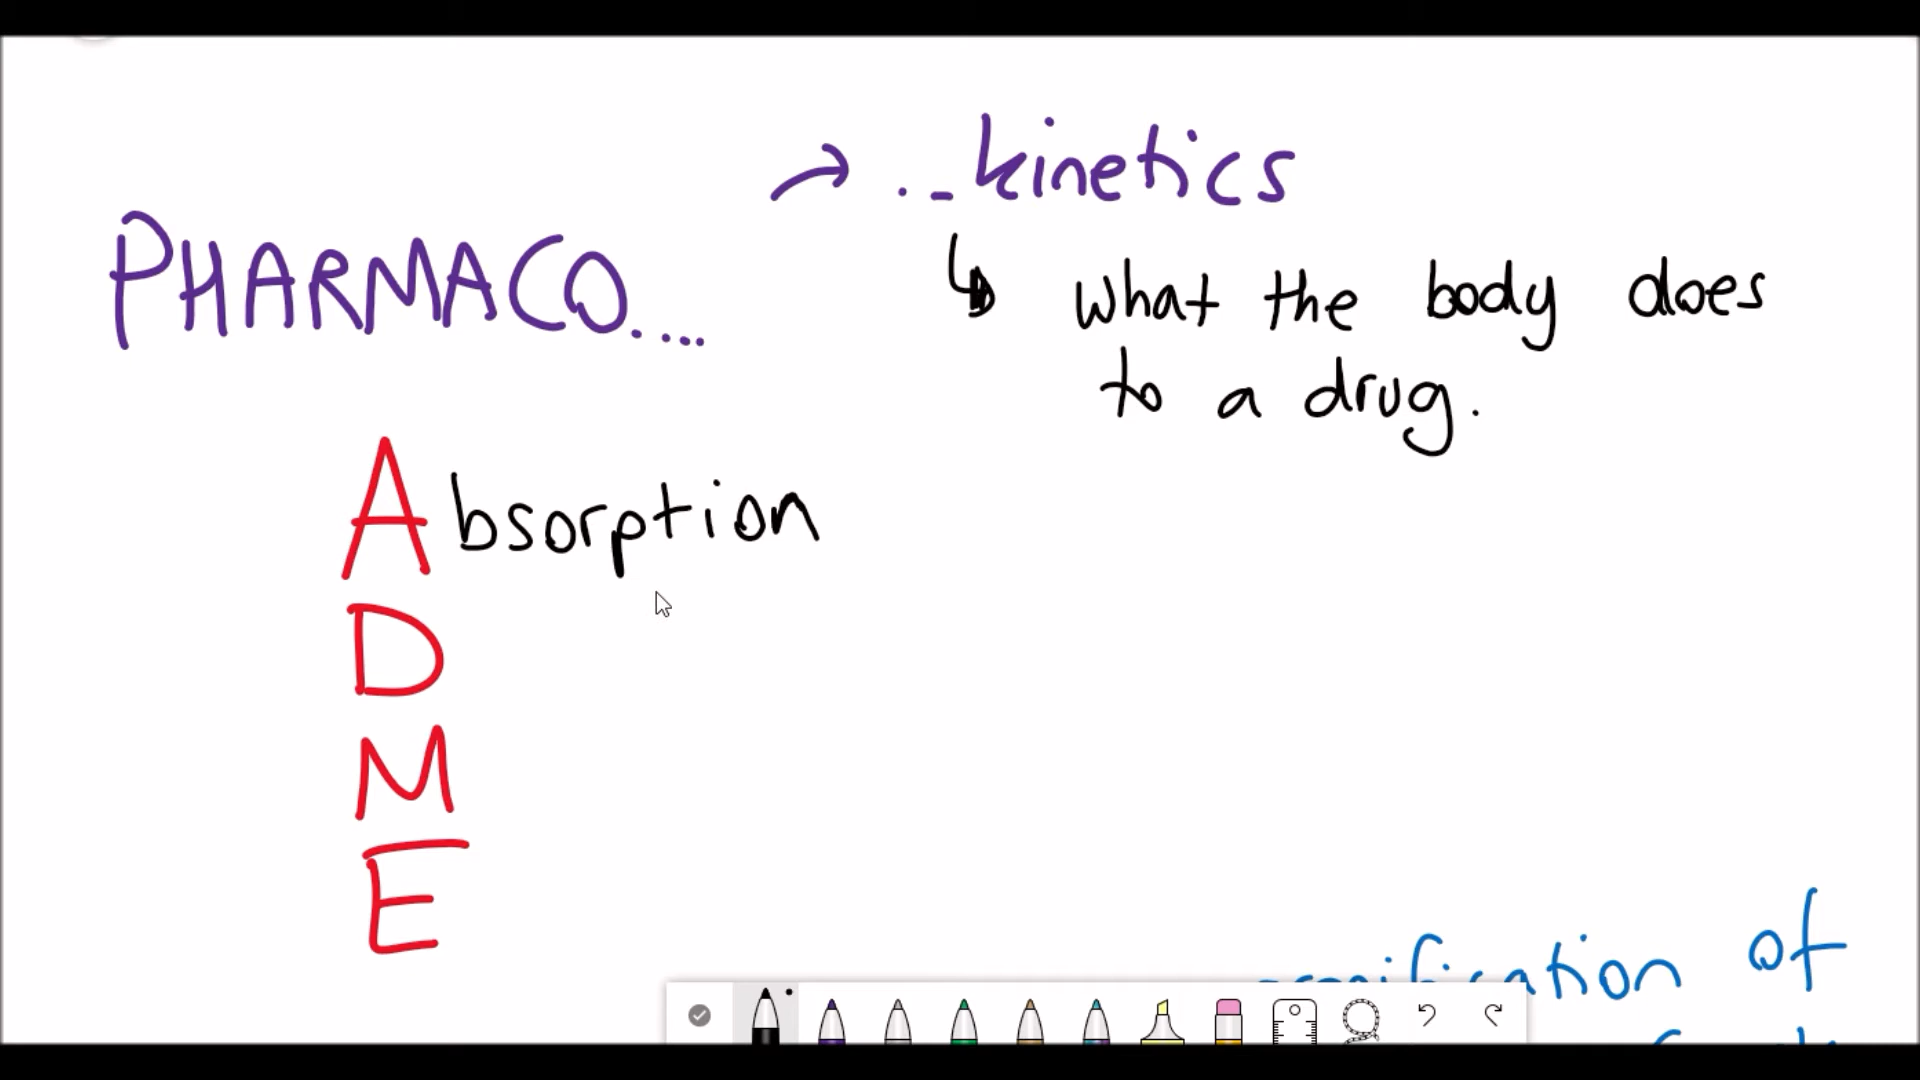 PHARMACO.... → ..kinetics
↳ what the body does
to a drug.
Absorption
D
M
E
of